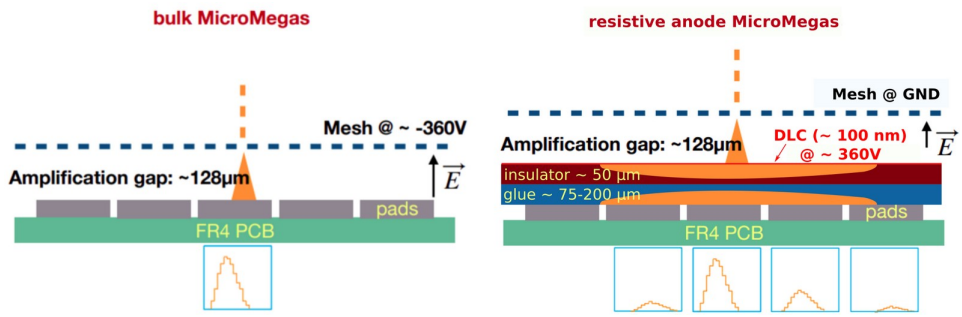 bulk MicroMegas
Mesh @ ~ -360V
Amplification gap: ~128μm
E
pads
FR4 PCB
resistive anode MicroMegas
Mesh @ GND
DLC (~ 100 nm)
@ ~ 360V
Amplification gap: ~128μm
E
insulator ~ 50 μm
glue ~ 75-200 μm
pads
FR4 PCB